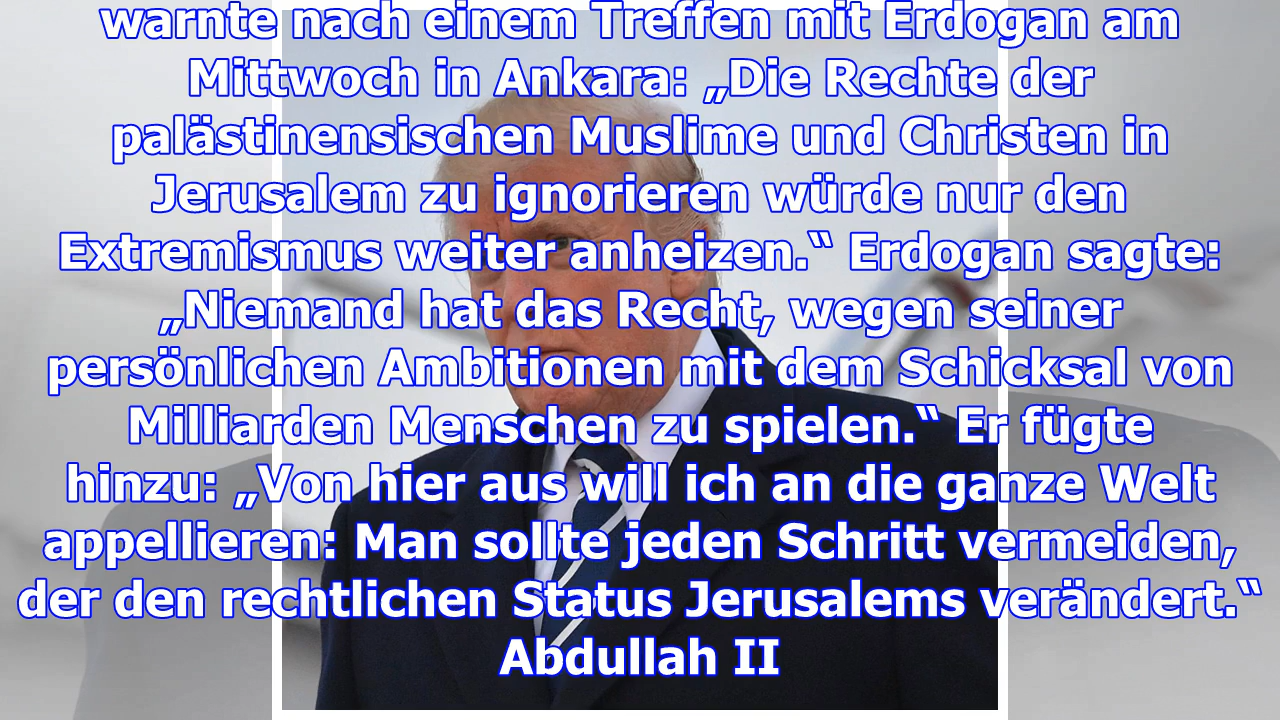 warnte nach einem Treffen mit Erdogan am
Mittwoch in Ankara: „Die Rechte der
palästinensischen Muslime und Christen in
Jerusalem zu ignorieren würde nur den
Extremismus weiter anheizen.“ Erdogan sagte:
„Niemand hat das Recht, wegen seiner
persönlichen Ambitionen mit dem Schicksal von
Milliarden Menschen zu spielen.“ Er fügte
hinzu: „Von hier aus will ich an die ganze Welt
appellieren: Man sollte jeden Schritt vermeiden,
der den rechtlichen Status Jerusalems verändert.“
Abdullah II